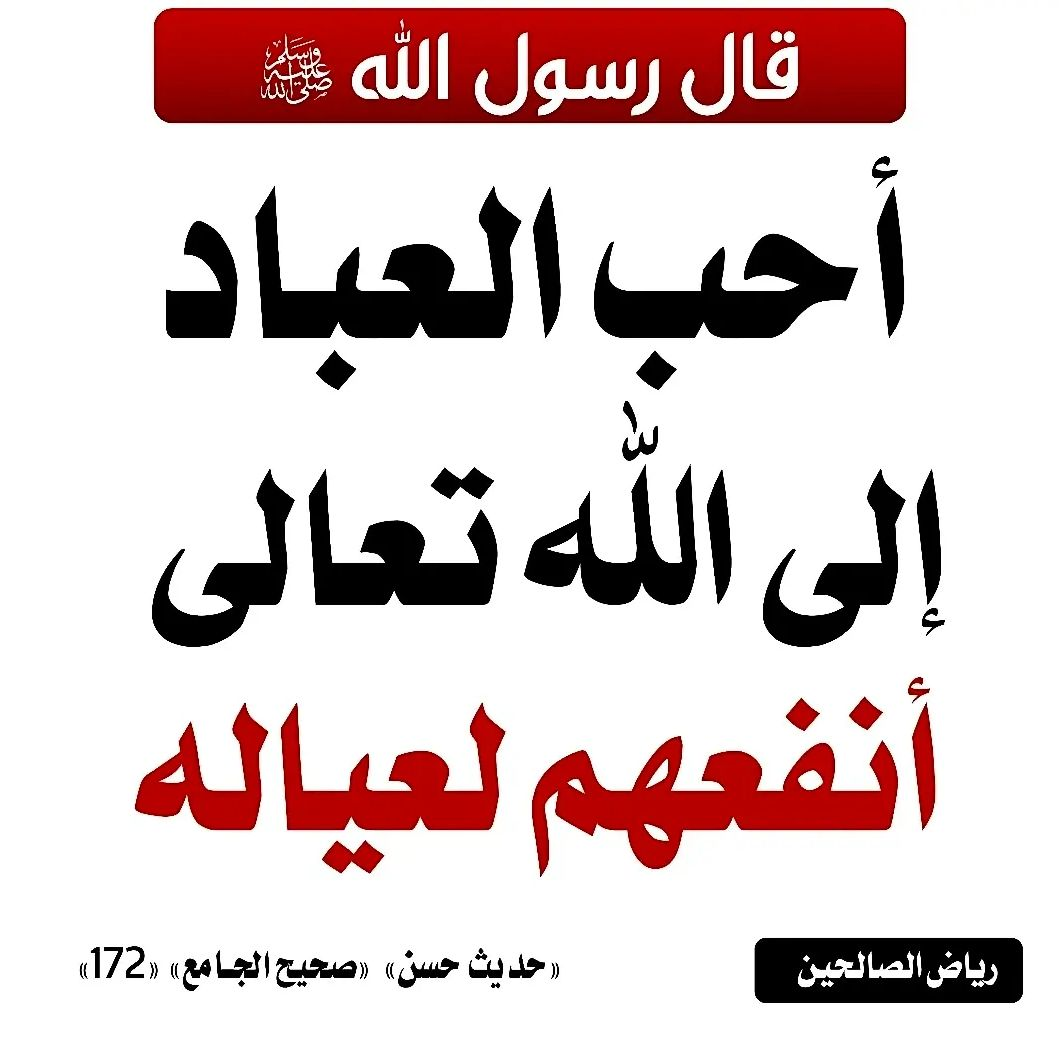 قال رسول الله ﷺ
أحب العباد
إلى الله تعالى
أنفعهم لعياله
رياض الصالحين
«حديث حسن» «صحيح الجامع» «172»